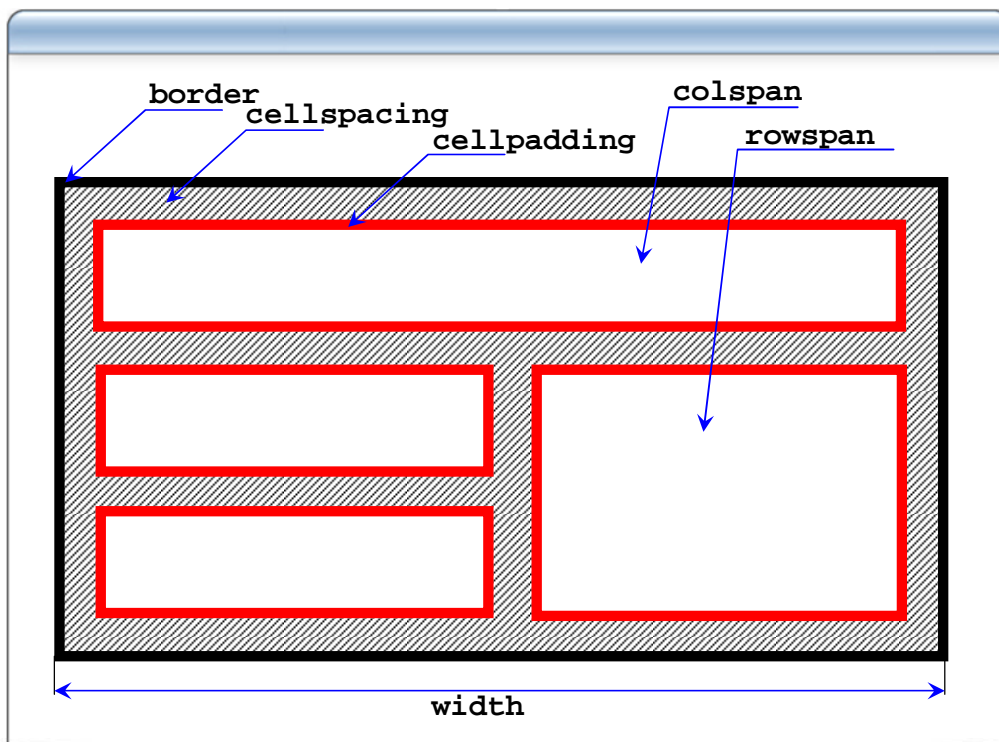 border
cellspacing
cellpadding
colspan
rowspan
width